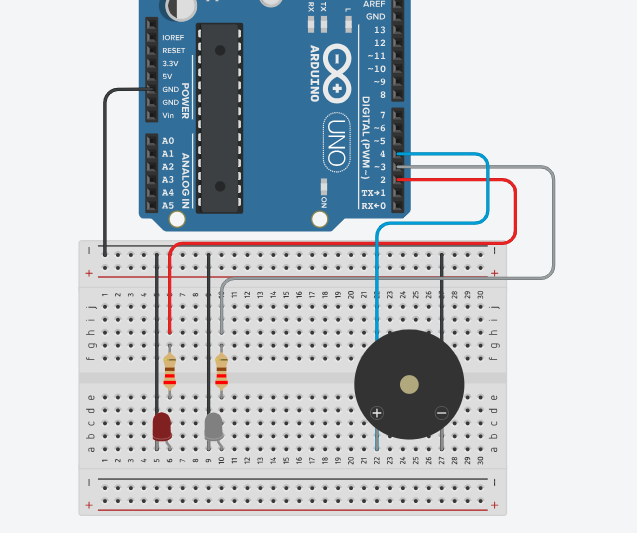 RX
TX
L
AREF
GND
13
12
~11
~10
~9
8
IOREF
RESET
3.3V
5V
GND
GND
Vin
POWER
ARDUINO
UNO
DIGITAL (PWM~)
7
~6
~5
4
~3
2
TX→1
RX←0
A0
A1
A2
A3
A4
A5
ANALOG IN
ON
1 2 3 4 5 6 7 8 9 10 11 12 13 14 15 16 17 18 19 20 21 22 23 24 25 26 27 28 29 30
j
i
h
g
f
e
d
c
b
a
1 2 3 4 5 6 7 8 9 10 11 12 13 14 15 16 17 18 19 20 21 22 23 24 25 26 27 28 29 30